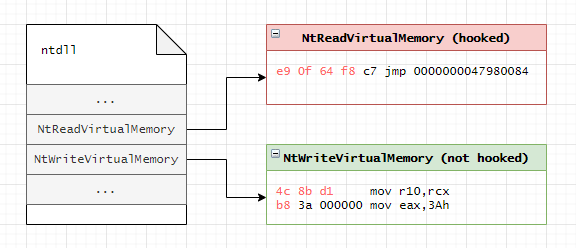 ntdll
...
NtReadVirtualMemory
NtWriteVirtualMemory
...
NtReadVirtualMemory (hooked)
e9 0f 64 f8 c7 jmp 0000000047980084
NtWriteVirtualMemory (not hooked)
4c 8b d1 mov r10,rcx
b8 3a 000000 mov eax,3Ah